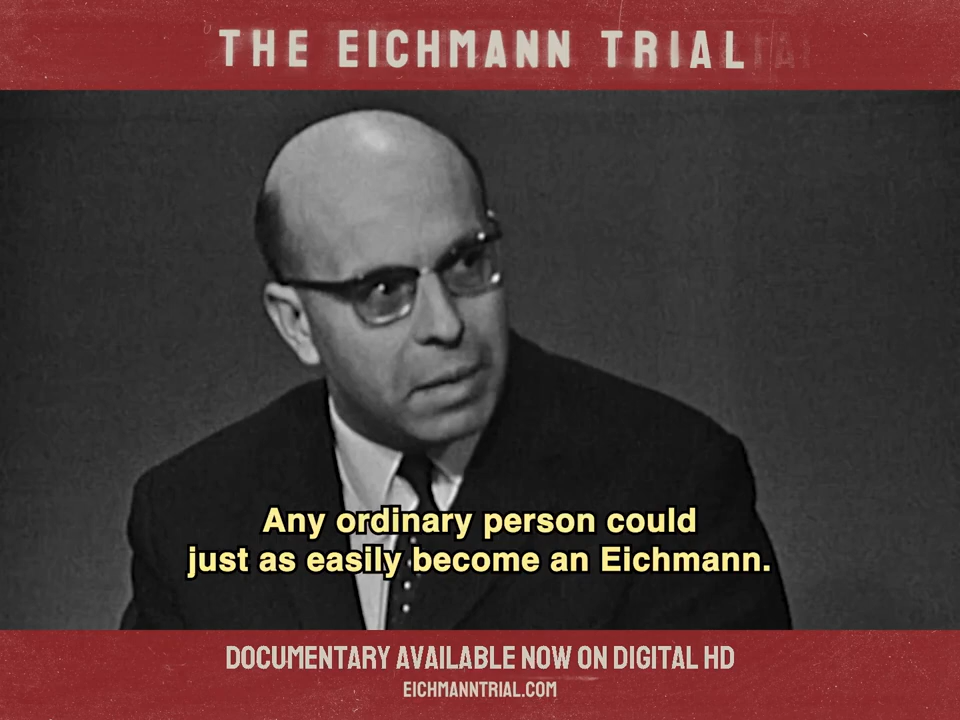 THE EICHMANN TRIAL
Any ordinary person could
just as easily become an Eichmann.
DOCUMENTARY AVAILABLE NOW ON DIGITAL HD
EICHMANNTRIAL.COM